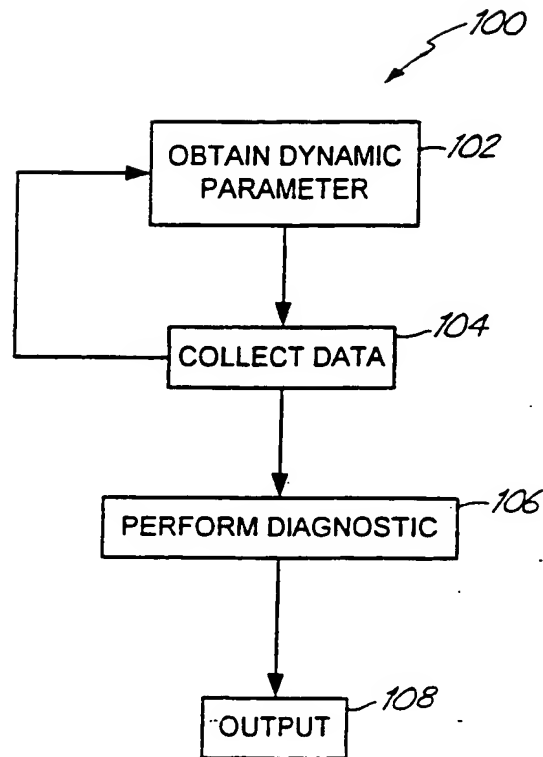 100
OBTAIN DYNAMIC
PARAMETER
102
COLLECT DATA
104
PERFORM DIAGNOSTIC
106
OUTPUT
108